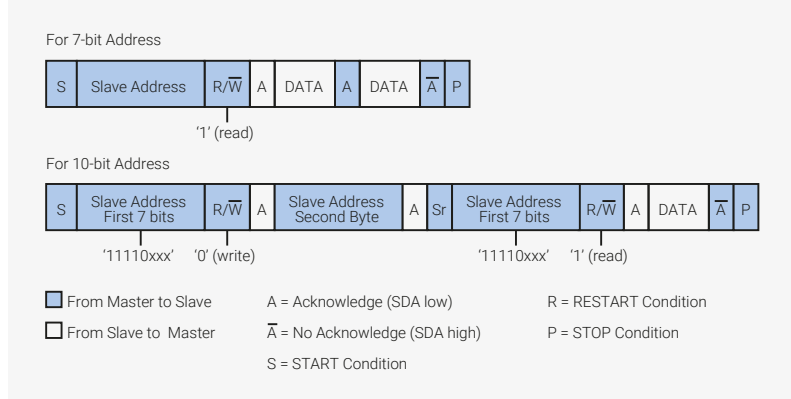 For 7-bit Address
S Slave Address R/W̅ A DATA A DATA A̅ P
‘1’ (read)
For 10-bit Address
S Slave Address First 7 bits R/W̅ A Slave Address Second Byte A Sr Slave Address First 7 bits R/W̅ A DATA A̅ P
‘11110xxx’ ‘0’ (write) ‘11110xxx’ ‘1’ (read)
From Master to Slave A = Acknowledge (SDA low) R = RESTART Condition
From Slave to Master A̅ = No Acknowledge (SDA high) P = STOP Condition
S = START Condition